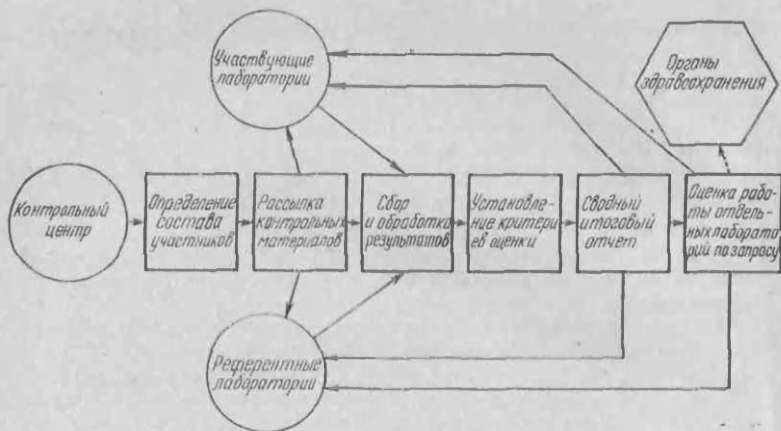 Участвующие
лаборатории
Органы
здравоохранения
Контрольный
центр
Определение
состава
участников
Рассылка
контрольных
материалов
Сбор
и обработка
результатов
Установле-
ние критери
ев оценки
Сводный
итоговый
отчет
Оценка рабо-
ты отдель-
ных лаборато
рий по запросу
Референтные
лаборатории